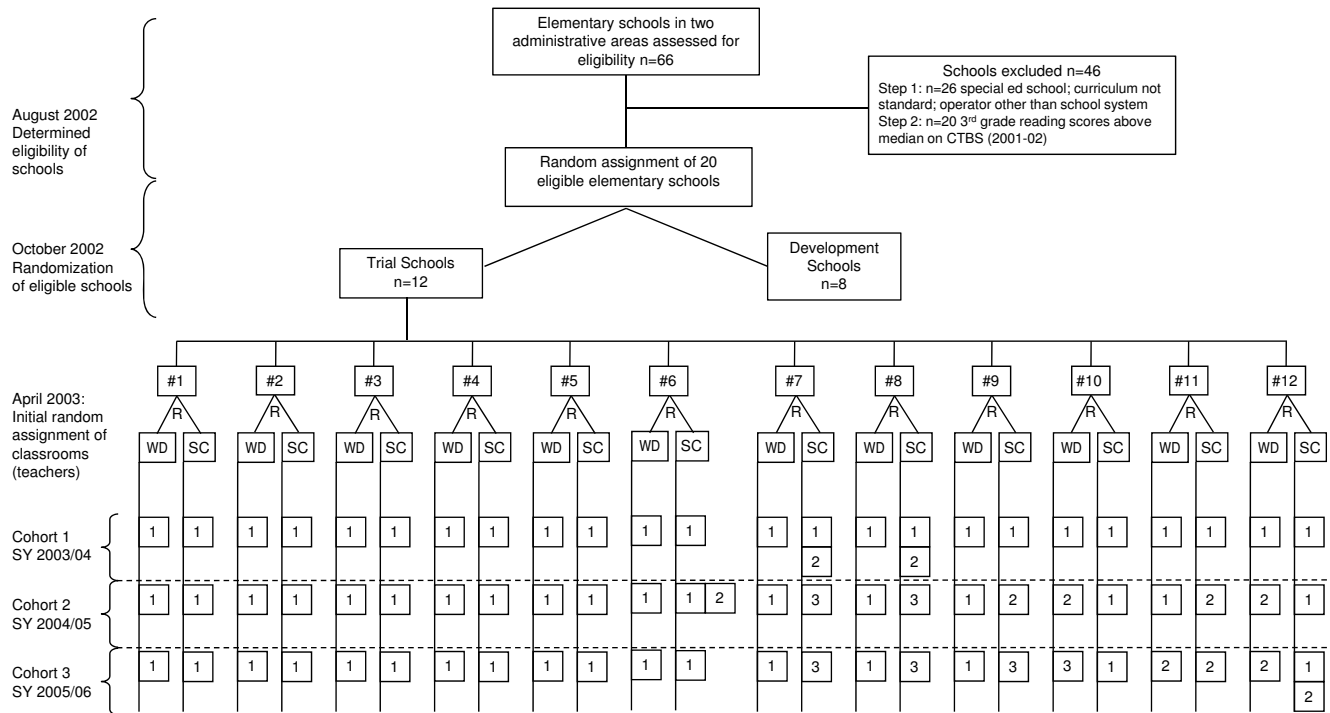 Elementary schools in two
administrative areas assessed for
eligibility n=66
Schools excluded n=46
Step 1: n=26 special ed school; curriculum not
standard; operator other than school system
Step 2: n=20 3rd grade reading scores above
median on CTBS (2001-02)
August 2002
Determined
eligibility of
schools
Random assignment of 20
eligible elementary schools
October 2002
Randomization
of eligible schools
Trial Schools
n=12
Development
Schools
n=8
#1 #2 #3 #4 #5 #6 #7 #8 #9 #10 #11 #12
April 2003:
Initial random
assignment of
classrooms
(teachers)
R R R R R R R R R R R R
WD SC WD SC WD SC WD SC WD SC WD SC WD SC WD SC WD SC WD SC WD SC WD SC
Cohort 1
SY 2003/04
1 1 1 1 1 1 1 1 1 1 1 1 1 1 1 1 1 1 1 1 1 1 1 1
2 2
Cohort 2
SY 2004/05
1 1 1 1 1 1 1 1 1 1 1 1 2 1 3 1 3 1 2 2 1 1 2 2 1
Cohort 3
SY 2005/06
1 1 1 1 1 1 1 1 1 1 1 1 1 3 1 3 1 3 3 1 2 2 2 1
2